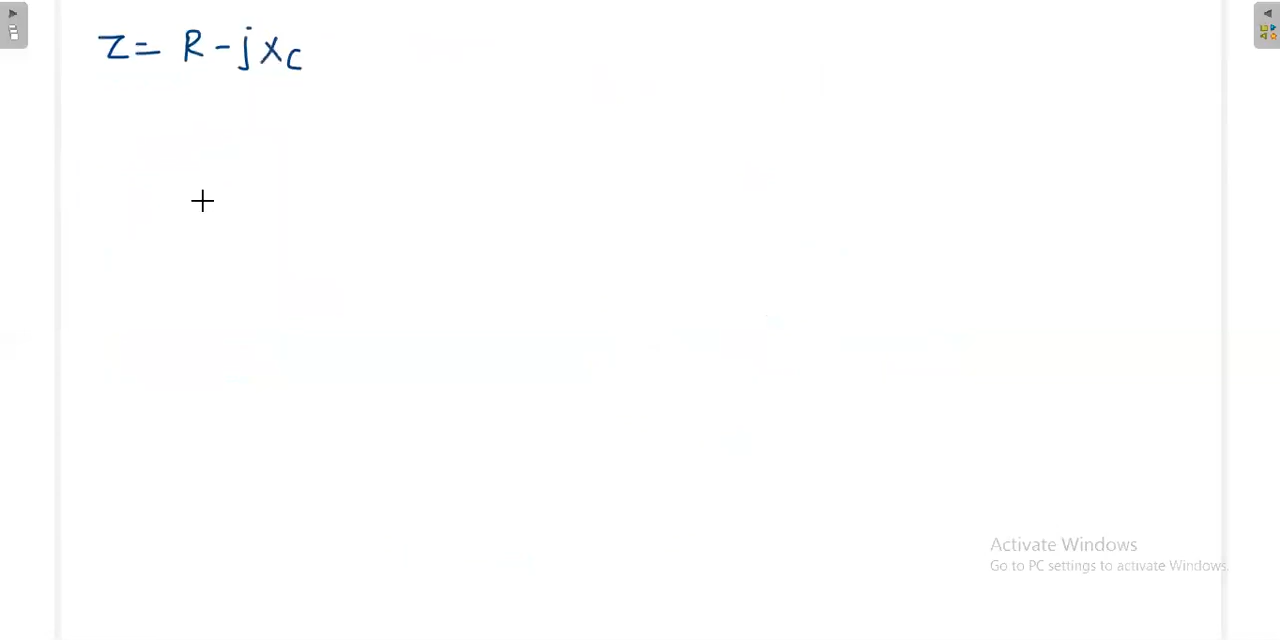 Z = R - jXc
Activate Windows
Go to PC settings to activate Windows.